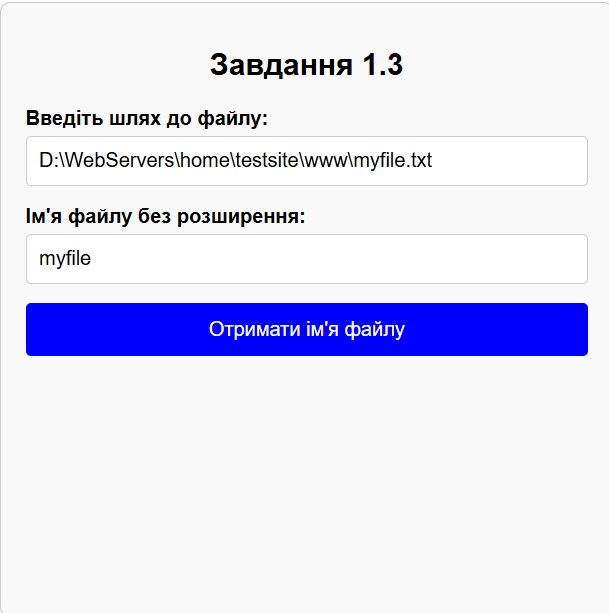 Завдання 1.3
Введіть шлях до файлу:
D:\WebServers\home\testsite\www\myfile.txt
Ім'я файлу без розширення:
myfile
Отримати ім'я файлу